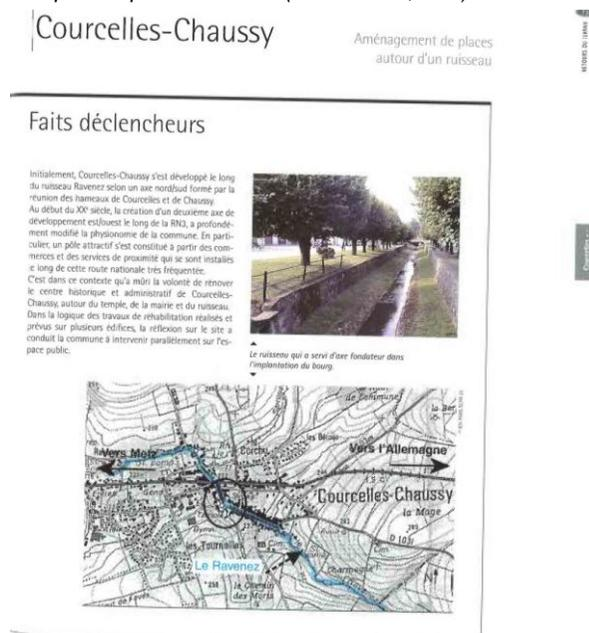 Courcelles-Chaussy
Aménagement de places
autour d'un ruisseau
RETOURS DU TERRAIN
Faits déclencheurs
Initialement, Courcelles-Chaussy s'est développé le long
du ruisseau Ravenez selon un axe nord/sud formé par la
réunion des hameaux de Courcelles et de Chaussy.
Au début du XXe siècle, la création d'un deuxième axe de
développement est/ouest le long de la RN3, a profondé-
ment modifié la physionomie de la commune. En parti-
culier, un pôle attractif s'est constitué à partir des com-
merces et des services de proximité qui se sont installés
le long de cette route nationale très fréquentée.
C'est dans ce contexte qu'a mûri la volonté de rénover
le centre historique et administratif de Courcelles-
Chaussy, autour du temple, de la mairie et du ruisseau.
Dans la logique des travaux de réhabilitation réalisés et
prévus sur plusieurs édifices, la réflexion sur le site a
conduit la commune à intervenir parallèlement sur l'es-
pace public.
Le ruisseau qui a servi d'axe fondateur dans
l'implantation du bourg.
Vers Metz
Vers l'Allemagne
Courcelles-Chaussy
la Mage
les Tournailles
Le Ravenez
le Chemin
des Morts